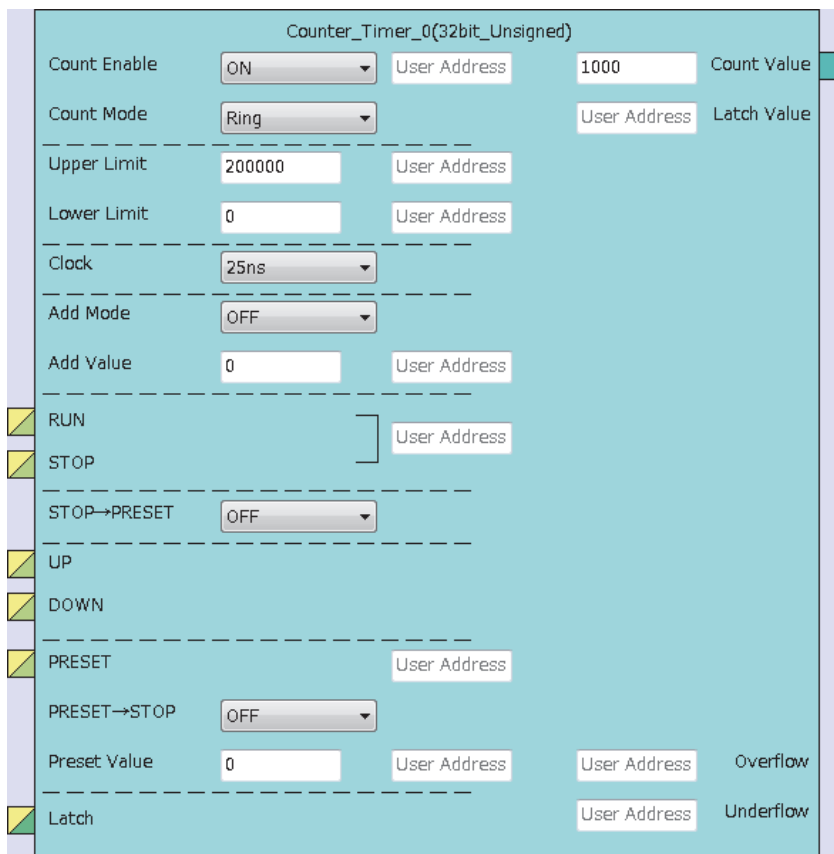 Counter_Timer_0(32bit_Unsigned)
Count Enable ON User Address 1000 Count Value
Count Mode Ring User Address Latch Value
Upper Limit 200000 User Address
Lower Limit 0 User Address
Clock 25ns
Add Mode OFF
Add Value 0 User Address
RUN
User Address
STOP
STOP→PRESET OFF
UP
DOWN
PRESET User Address
PRESET→STOP OFF
Preset Value 0 User Address User Address Overflow
Latch User Address Underflow